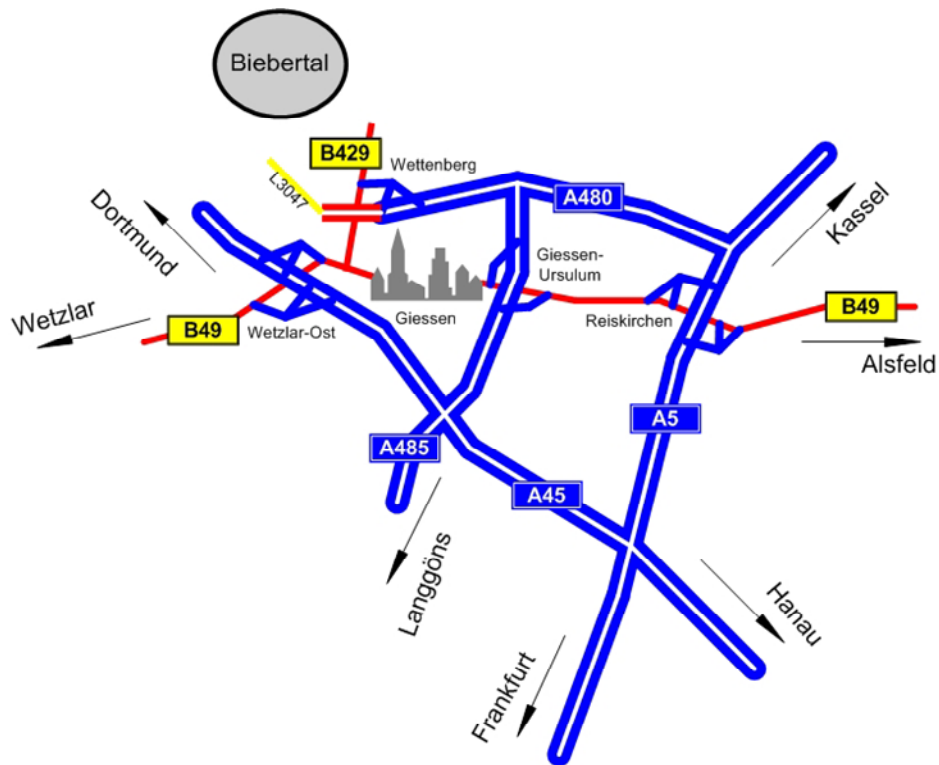 Biebertal
B429
Wettenberg
L3047
A480
Dortmund
Kassel
Giessen-
Ursulum
Wetzlar
B49
Wetzlar-Ost
Giessen
Reiskirchen
B49
Alsfeld
A5
A485
A45
Langgöns
Hanau
Frankfurt